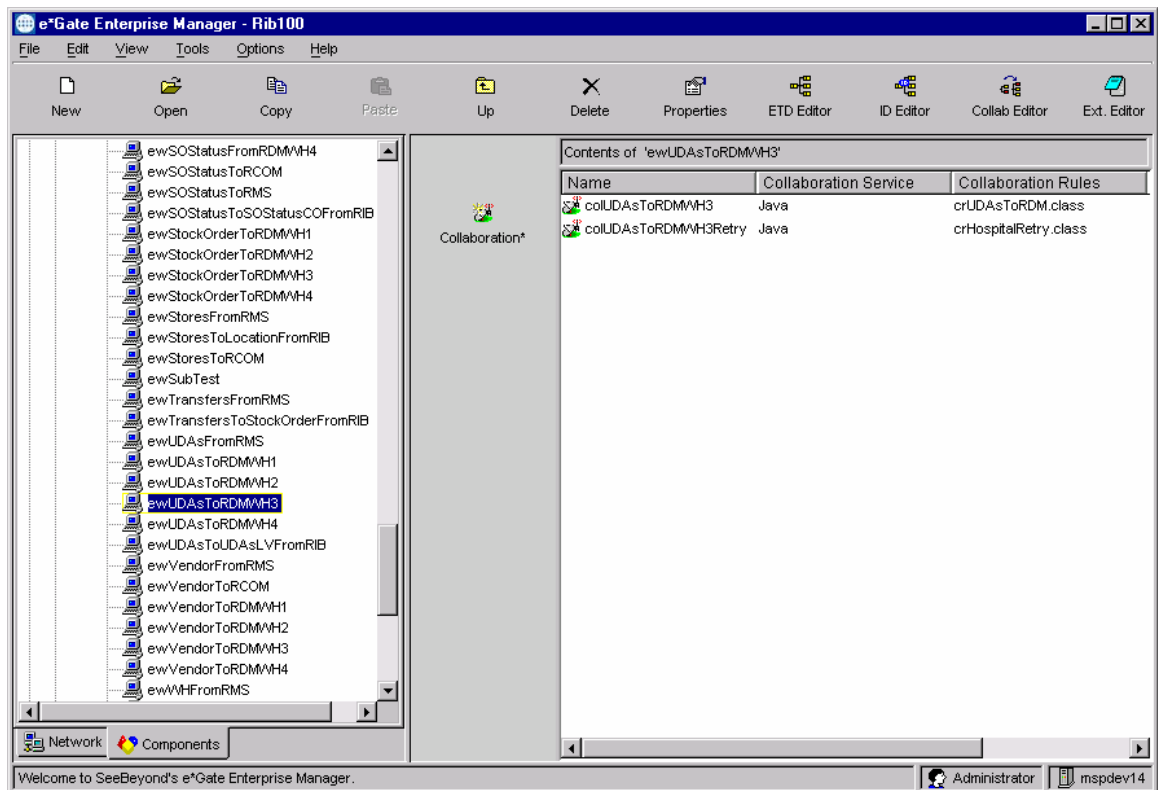 e*Gate Enterprise Manager - Rib100
File Edit View Tools Options Help
New Open Copy Paste Up Delete Properties ETD Editor ID Editor Collab Editor Ext. Editor
ewSOStatusFromRDMWH4
ewSOStatusToRCOM
ewSOStatusToRMS
ewSOStatusToSOStatusCOFromRIB
ewStockOrderToRDMWH1
ewStockOrderToRDMWH2
ewStockOrderToRDMWH3
ewStockOrderToRDMWH4
ewStoresFromRMS
ewStoresToLocationFromRIB
ewStoresToRCOM
ewSubTest
ewTransfersFromRMS
ewTransfersToStockOrderFromRIB
ewUDAsFromRMS
ewUDAsToRDMWH1
ewUDAsToRDMWH2
ewUDAsToRDMWH3
ewUDAsToRDMWH4
ewUDAsToUDAsLVFromRIB
ewVendorFromRMS
ewVendorToRCOM
ewVendorToRDMWH1
ewVendorToRDMWH2
ewVendorToRDMWH3
ewVendorToRDMWH4
ewWHFromRMS
Network Components
Collaboration*
Contents of 'ewUDAsToRDMWH3'
Name Collaboration Service Collaboration Rules
colUDAsToRDMWH3 Java crUDAsToRDM.class
colUDAsToRDMWH3Retry Java crHospitalRetry.class
Welcome to SeeBeyond's e*Gate Enterprise Manager. Administrator mspdev14